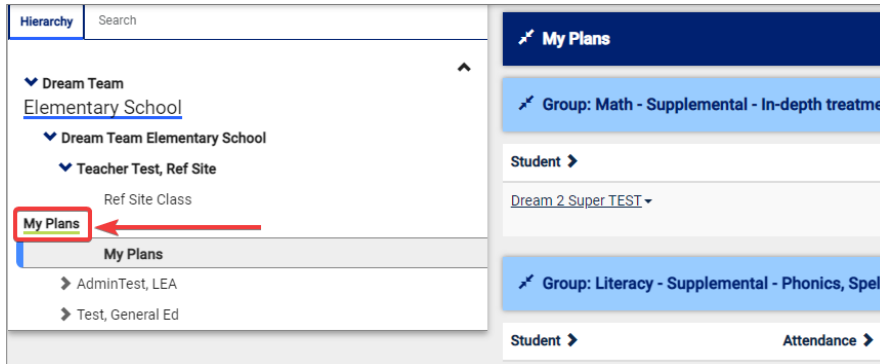 Hierarchy Search
Dream Team
Elementary School
Dream Team Elementary School
Teacher Test, Ref Site
Ref Site Class
My Plans
My Plans
AdminTest, LEA
Test, General Ed
My Plans
Group: Math - Supplemental - In-depth treatme
Student
Dream 2 Super TEST
Group: Literacy - Supplemental - Phonics, Spel
Student Attendance